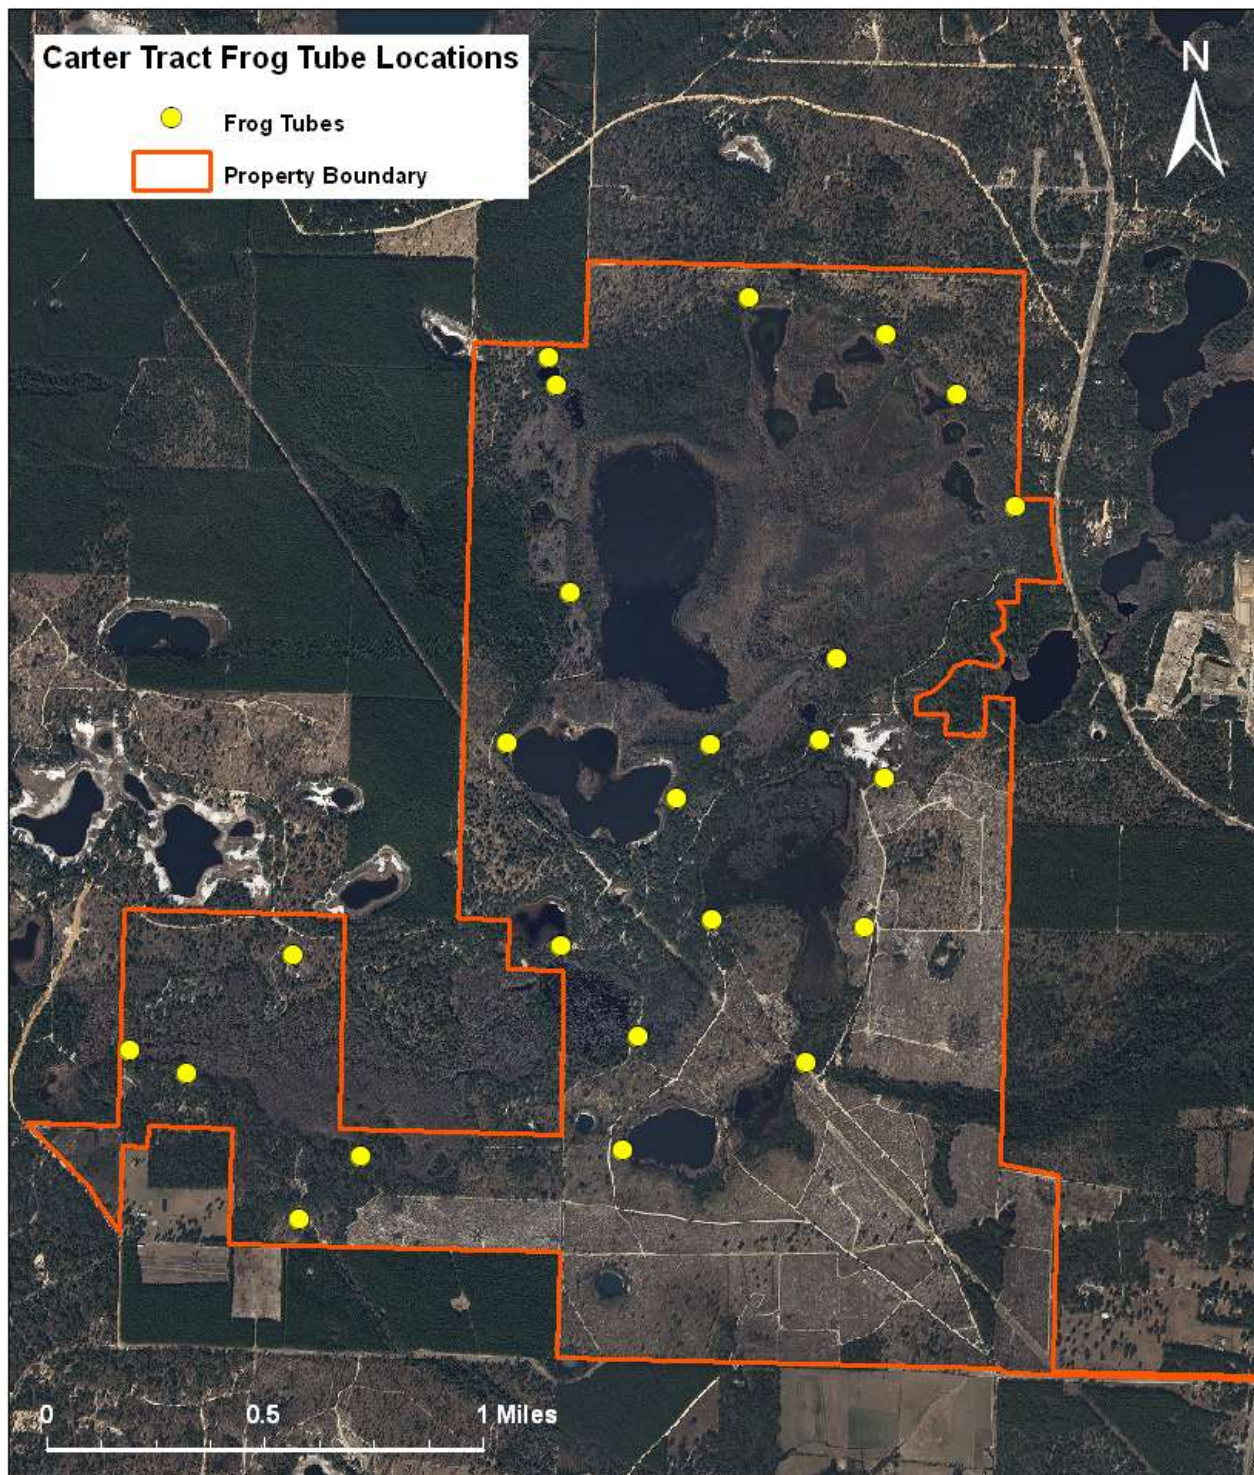 Carter Tract Frog Tube Locations
Frog Tubes
Property Boundary
N
0 0.5 1 Miles